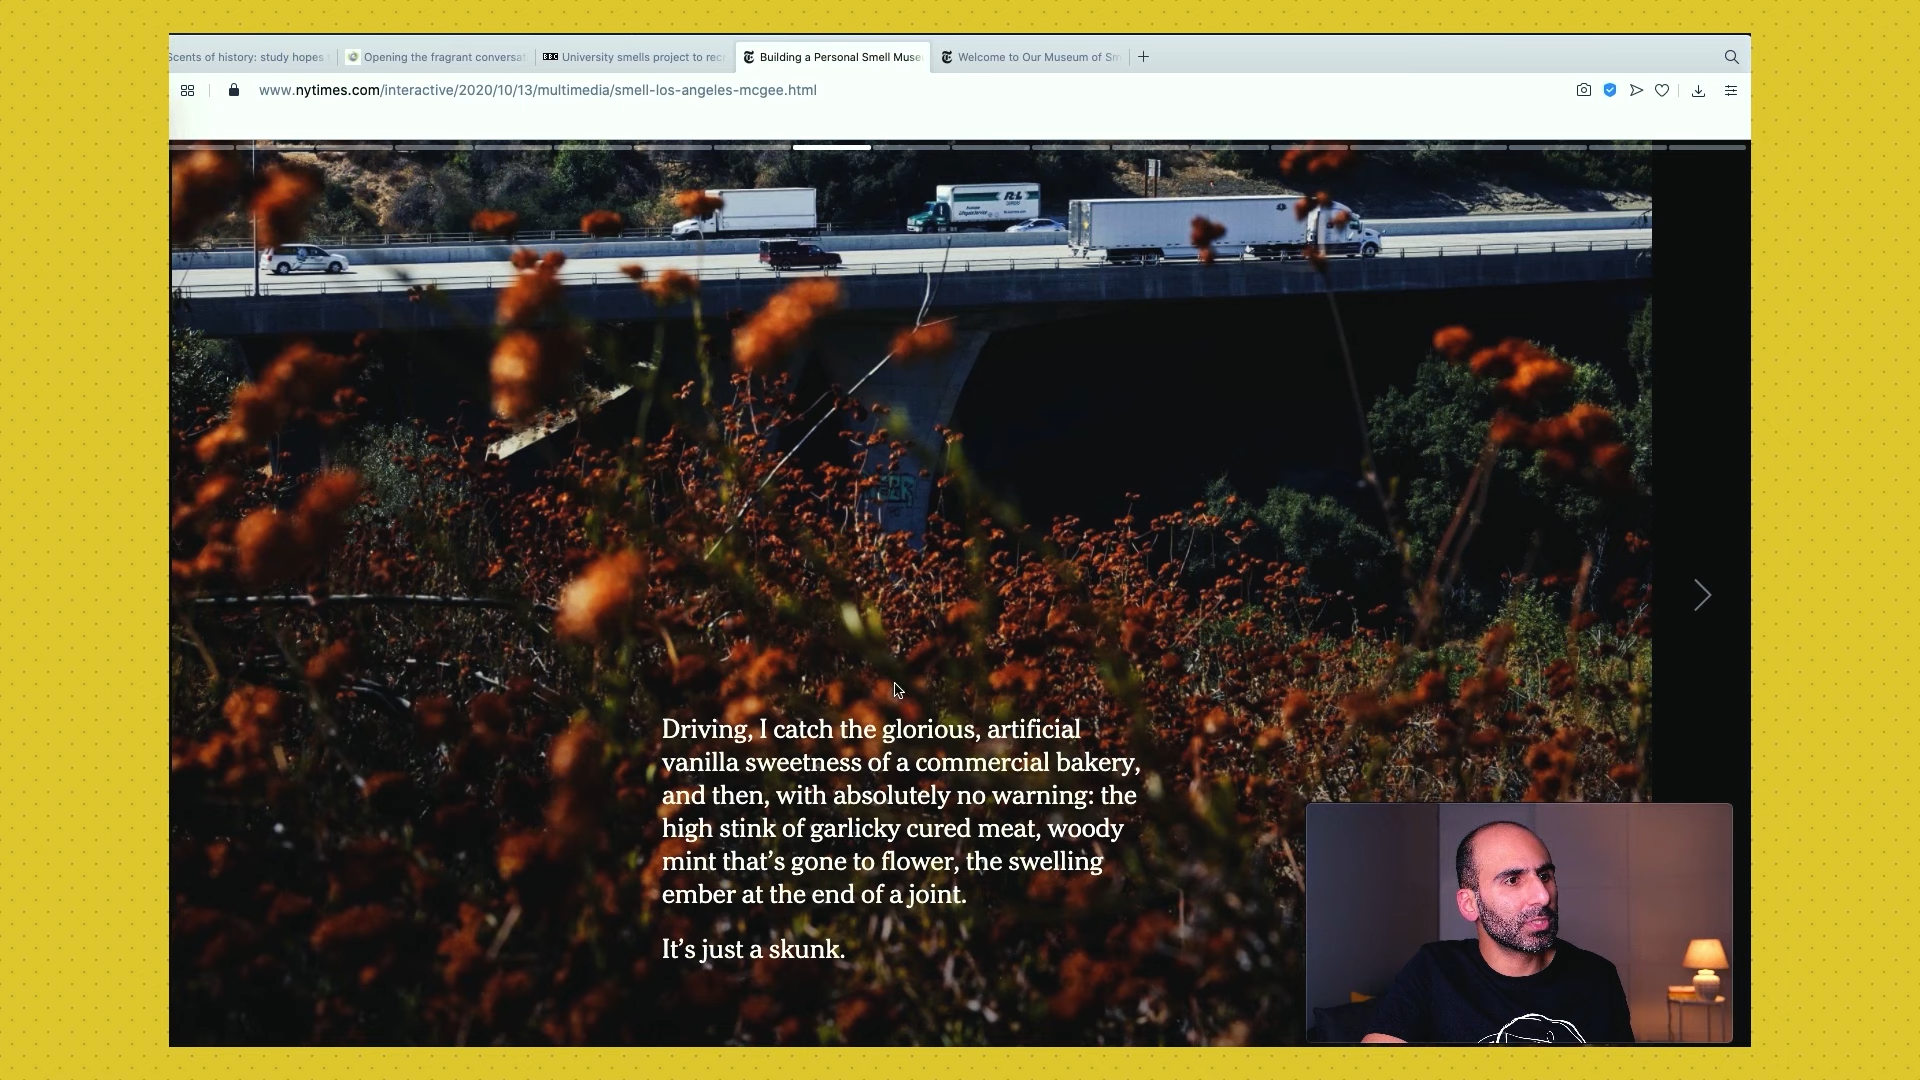 Scents of history: study hopes
Opening the fragrant conversat
BBC University smells project to rec
Building a Personal Smell Muse
Welcome to Our Museum of Sm
www.nytimes.com/interactive/2020/10/13/multimedia/smell-los-angeles-mcgee.html
R+L
Driving, I catch the glorious, artificial
vanilla sweetness of a commercial bakery,
and then, with absolutely no warning: the
high stink of garlicky cured meat, woody
mint that’s gone to flower, the swelling
ember at the end of a joint.
It’s just a skunk.